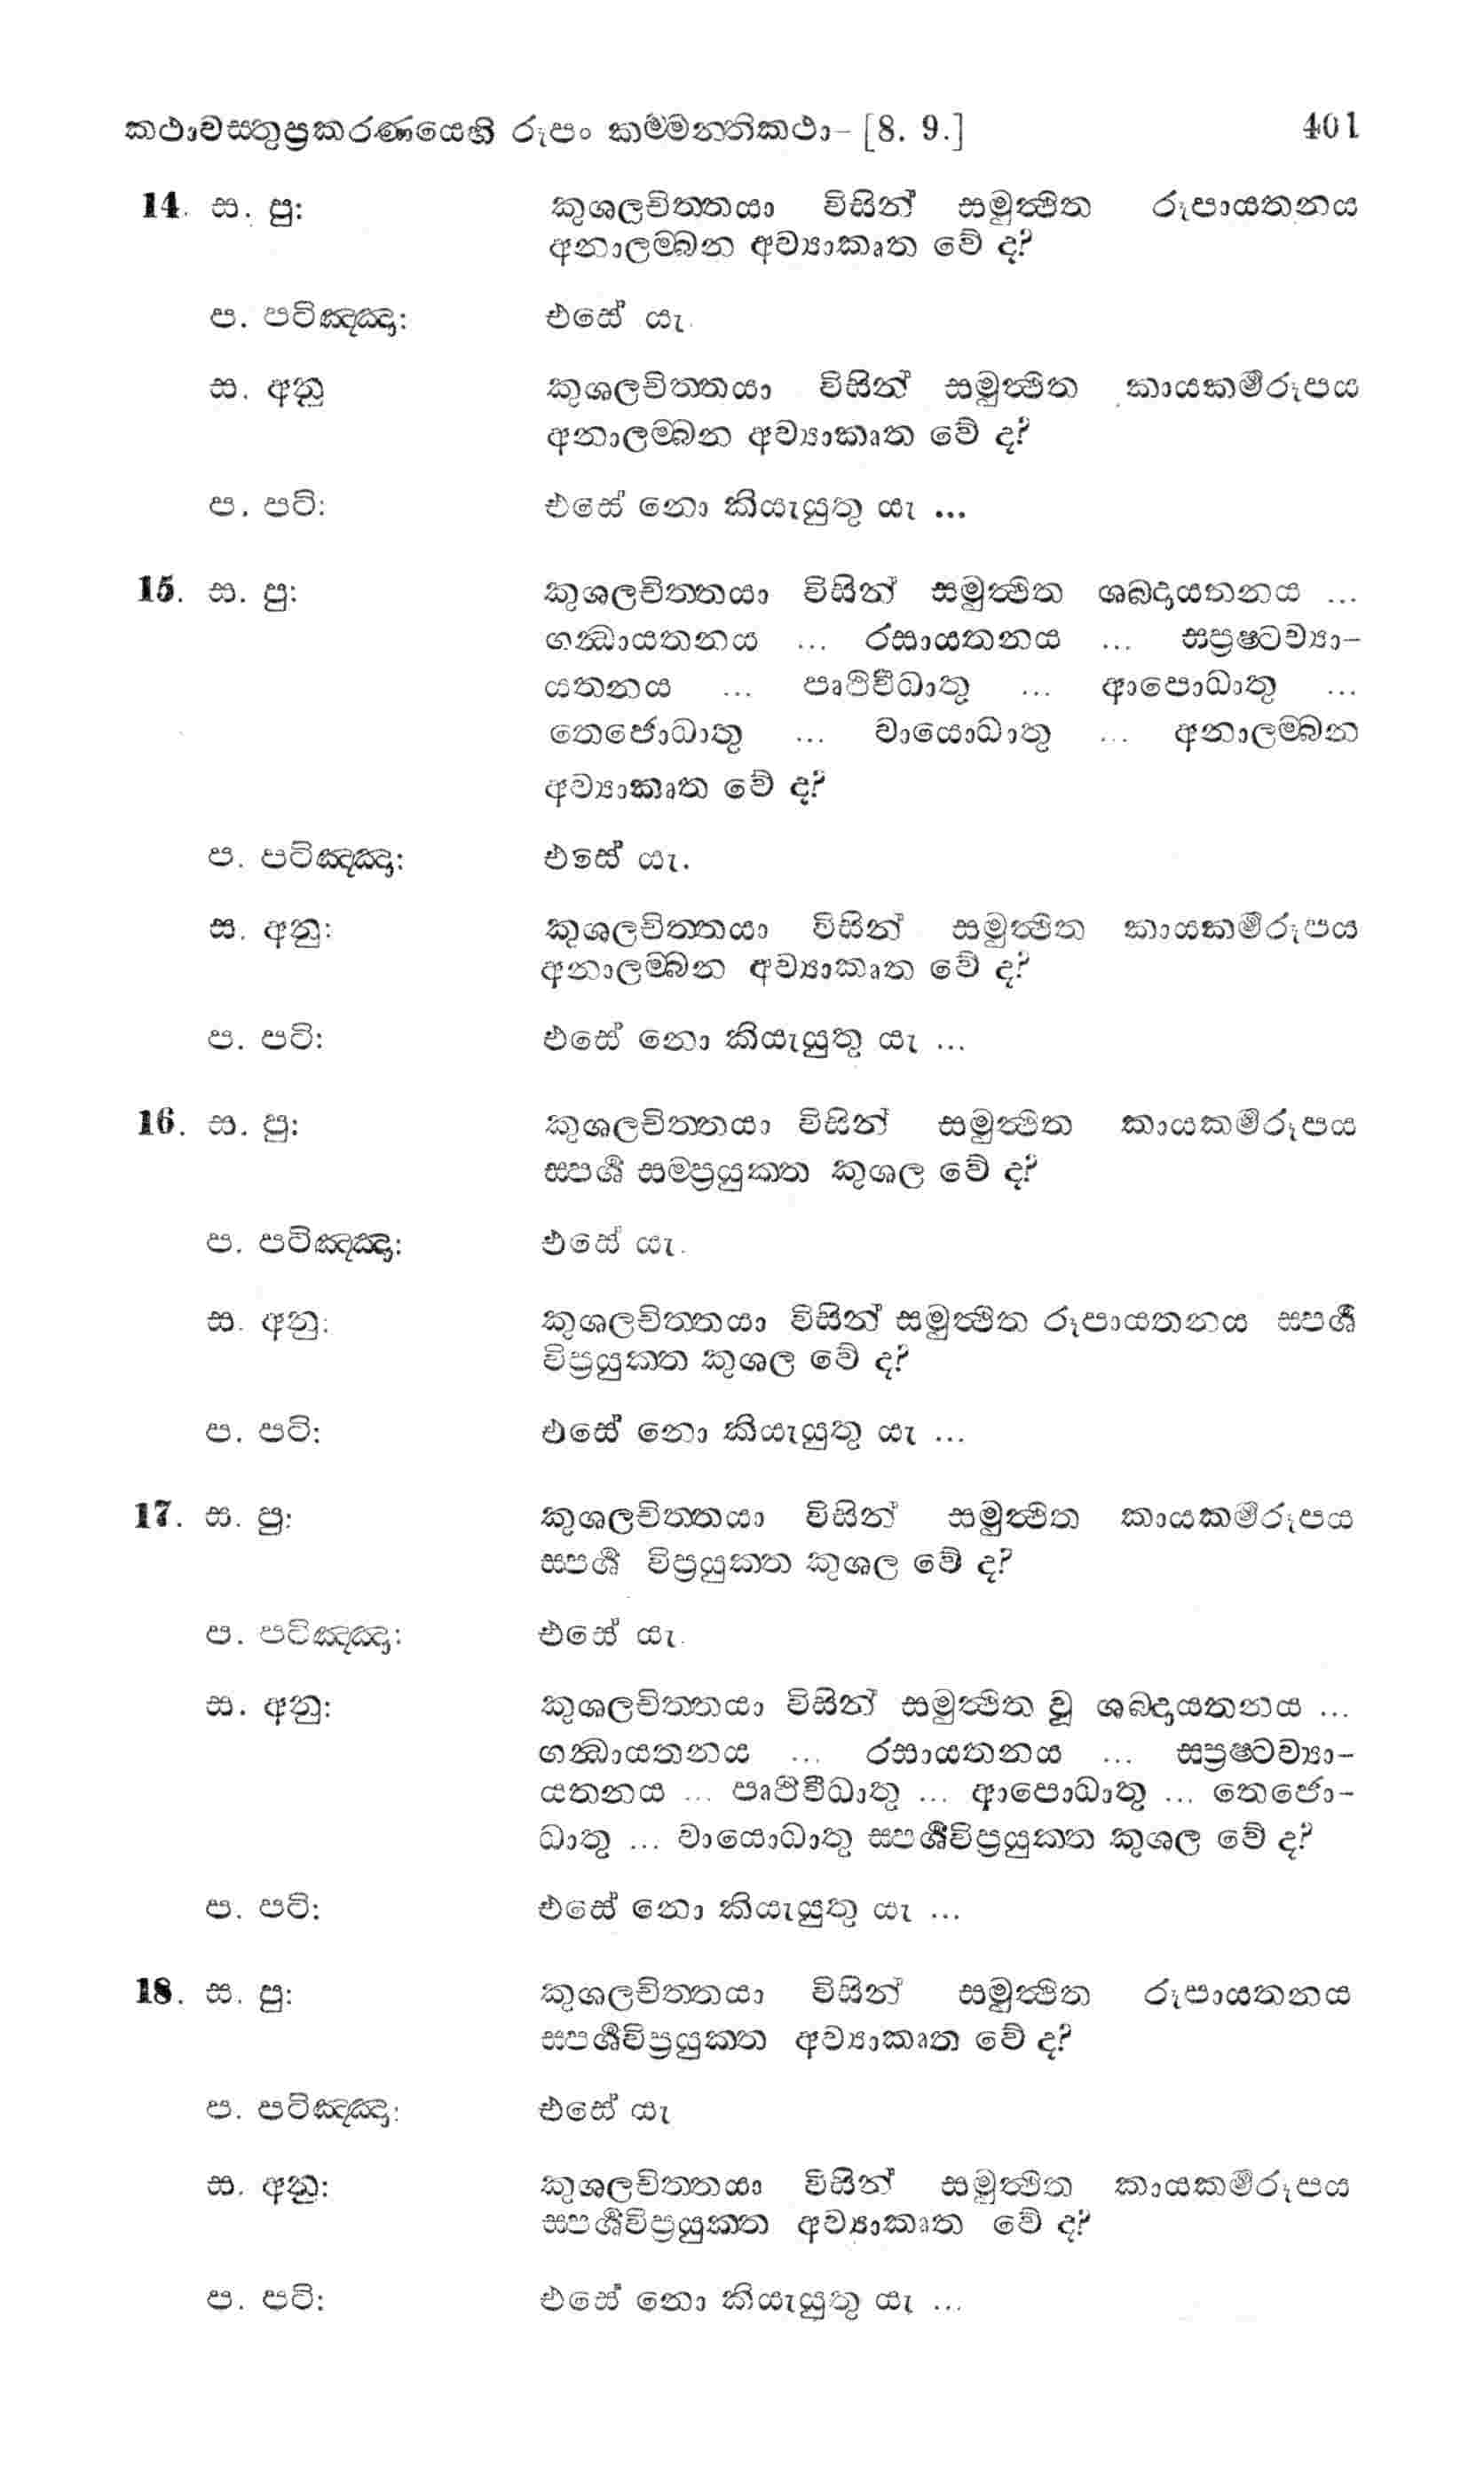 කථාවස්තුප්‍රකරණයෙහි රූපං කම්මන්තිකථා– [8. 9.] 401
14. ස. පු: කුශලචිත්තයා විසින් සමුත්ථිත රූපායතනය
අනාලම්බන අව්‍යාකෘත වේ ද?
ප. පටිඤ්ඤා: එසේ යැ.
ස. අනු කුශලචිත්තයා විසින් සමුත්ථිත කායකර්මරූපය
අනාලම්බන අව්‍යාකෘත වේ ද?
ප. පටි: එසේ නො කියැයුතු යැ ...
15. ස. පු: කුශලචිත්තයා විසින් සමුත්ථිත ශබ්දායතනය ...
ගන්ධායතනය ... රසායතනය ... ස්ප්‍රෂ්ටව්‍යා-
යතනය ... පෘථිවීධාතු ... ආපොධාතු ...
තෙජොධාතු ... වායොධාතු ... අනාලම්බන
අව්‍යාකෘත වේ ද?
ප. පටිඤ්ඤා: එසේ යැ.
ස. අනු: කුශලචිත්තයා විසින් සමුත්ථිත කායකර්මරූපය
අනාලම්බන අව්‍යාකෘත වේ ද?
ප. පටි: එසේ නො කියැයුතු යැ ...
16. ස. පු: කුශලචිත්තයා විසින් සමුත්ථිත කායකර්මරූපය
ස්පර්ශ සම්ප්‍රයුක්ත කුශල වේ ද?
ප. පටිඤ්ඤා: එසේ යැ.
ස. අනු: කුශලචිත්තයා විසින් සමුත්ථිත රූපායතනය ස්පර්ශ
විප්‍රයුක්ත කුශල වේ ද?
ප. පටි: එසේ නො කියැයුතු යැ ...
17. ස. පු: කුශලචිත්තයා විසින් සමුත්ථිත කායකර්මරූපය
ස්පර්ශ විප්‍රයුක්ත කුශල වේ ද?
ප. පටිඤ්ඤා: එසේ යැ.
ස. අනු: කුශලචිත්තයා විසින් සමුත්ථිත වූ ශබ්දායතනය ...
ගන්ධායතනය ... රසායතනය ... ස්ප්‍රෂ්ටව්‍යා-
යතනය ... පෘථිවීධාතු ... ආපොධාතු ... තෙජො-
ධාතු ... වායොධාතු ස්පර්ශවිප්‍රයුක්ත කුශල වේ ද?
ප. පටි: එසේ නො කියැයුතු යැ ...
18. ස. පු: කුශලචිත්තයා විසින් සමුත්ථිත රූපායතනය
ස්පර්ශවිප්‍රයුක්ත අව්‍යාකෘත වේ ද?
ප. පටිඤ්ඤා: එසේ යැ
ස. අනු: කුශලචිත්තයා විසින් සමුත්ථිත කායකර්මරූපය
ස්පර්ශවිප්‍රයුක්ත අව්‍යාකෘත වේ ද?
ප. පටි: එසේ නො කියැයුතු යැ ...